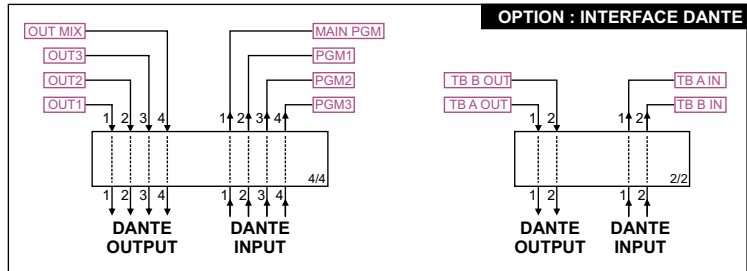 OPTION : INTERFACE DANTE
OUT MIX
OUT3
OUT2
OUT1
MAIN PGM
PGM1
PGM2
PGM3
1 2 3 4 1 2 3 4
4/4
1 2 3 4 1 2 3 4
DANTE
OUTPUT
DANTE
INPUT
TB B OUT
TB A OUT
TB A IN
TB B IN
1 2 1 2
2/2
1 2 1 2
DANTE
OUTPUT
DANTE
INPUT